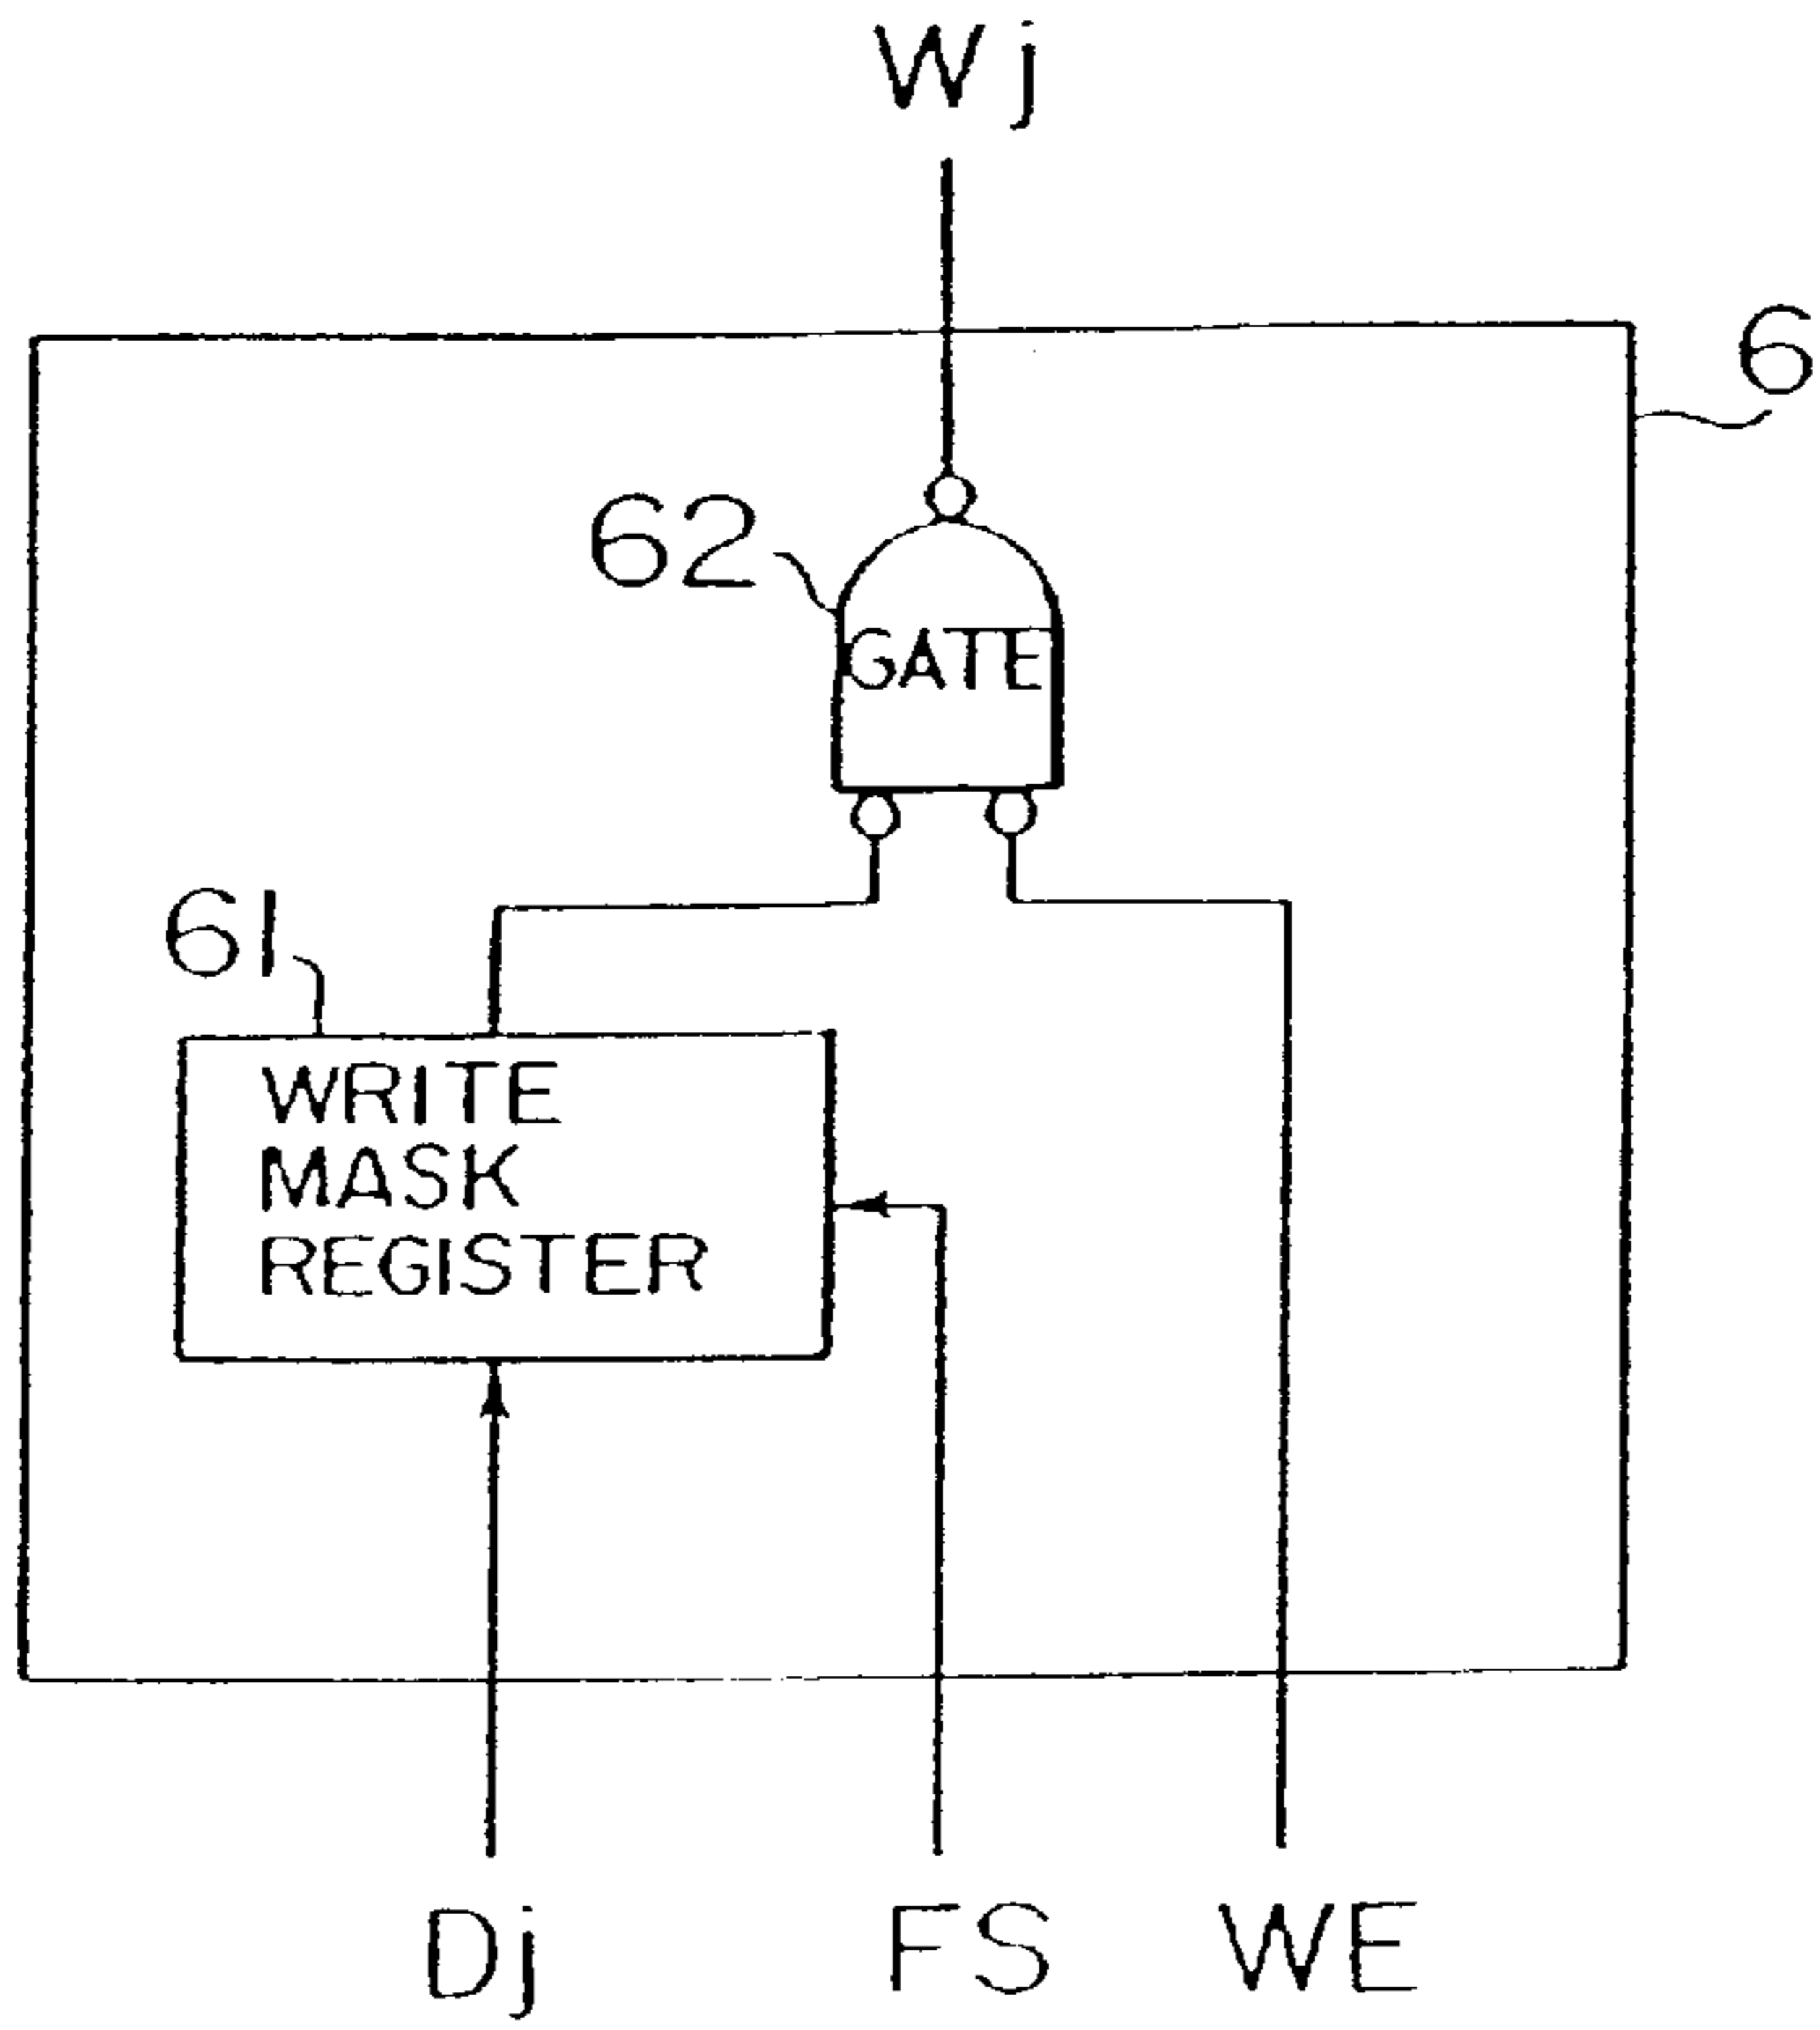 Wj
6
62
GATE
61
WRITE
MASK
REGISTER
Dj
FS
WE